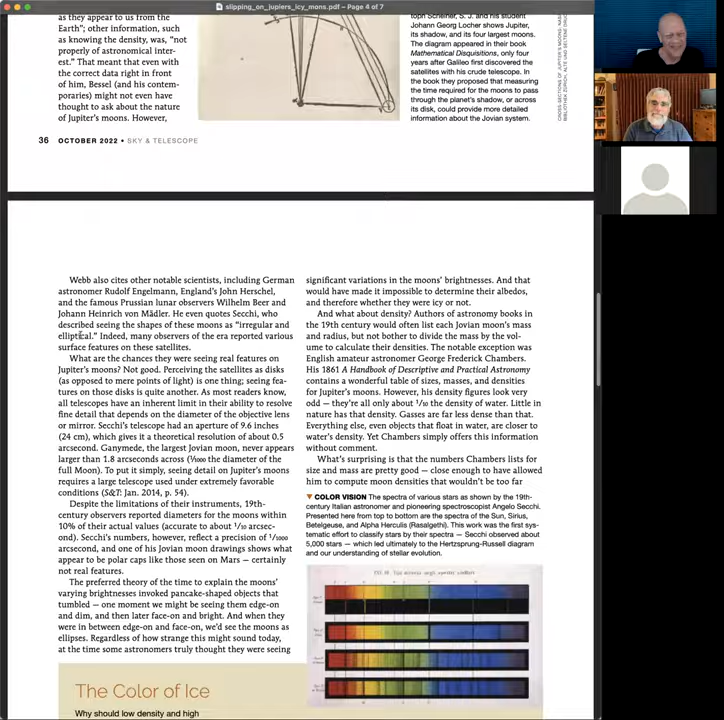 slipping_on_jupiers_icy_mons.pdf – Page 4 of 7
as they appear to us from the
Earth”; other information, such
as knowing the density, was, “not
properly of astronomical inter-
est.” That meant that even with
the correct data right in front
of him, Bessel (and his contem-
poraries) might not even have
thought to ask about the nature
of Jupiter’s moons. However,
toph Scheiner, S. J. and his student
Johann Georg Locher shows Jupiter,
its shadow, and its four largest moons.
The diagram appeared in their book
Mathematical Disquisitions, only four
years after Galileo first discovered the
satellites with his crude telescope. In
the book they proposed that measuring
the time required for the moons to pass
through the planet’s shadow, or across
its disk, could provide more detailed
information about the Jovian system.
36 OCTOBER 2022 • SKY & TELESCOPE
Webb also cites other notable scientists, including German
astronomer Rudolf Engelmann, England’s John Herschel,
and the famous Prussian lunar observers Wilhelm Beer and
Johann Heinrich von Mädler. He even quotes Secchi, who
described seeing the shapes of these moons as “irregular and
elliptical.” Indeed, many observers of the era reported various
surface features on these satellites.
What are the chances they were seeing real features on
Jupiter’s moons? Not good. Perceiving the satellites as disks
(as opposed to mere points of light) is one thing; seeing fea-
tures on those disks is quite another. As most readers know,
all telescopes have an inherent limit in their ability to resolve
fine detail that depends on the diameter of the objective lens
or mirror. Secchi’s telescope had an aperture of 9.6 inches
(24 cm), which gives it a theoretical resolution of about 0.5
arcsecond. Ganymede, the largest Jovian moon, never appears
larger than 1.8 arcseconds across (1/1000 the diameter of the
full Moon). To put it simply, seeing detail on Jupiter’s moons
requires a large telescope used under extremely favorable
conditions (S&T: Jan. 2014, p. 54).
Despite the limitations of their instruments, 19th-
century observers reported diameters for the moons within
10% of their actual values (accurate to about 1/10 arcsec-
ond). Secchi’s numbers, however, reflect a precision of 1/1000
arcsecond, and one of his Jovian moon drawings shows what
appear to be polar caps like those seen on Mars — certainly
not real features.
The preferred theory of the time to explain the moons’
varying brightnesses invoked pancake-shaped objects that
tumbled — one moment we might be seeing them edge-on
and dim, and then later face-on and bright. And when they
were in between edge-on and face-on, we’d see the moons as
ellipses. Regardless of how strange this might sound today,
at the time some astronomers truly thought they were seeing
significant variations in the moons’ brightnesses. And that
would have made it impossible to determine their albedos,
and therefore whether they were icy or not.
And what about density? Authors of astronomy books in
the 19th century would often list each Jovian moon’s mass
and radius, but not bother to divide the mass by the vol-
ume to calculate their densities. The notable exception was
English amateur astronomer George Frederick Chambers.
His 1861 A Handbook of Descriptive and Practical Astronomy
contains a wonderful table of sizes, masses, and densities
for Jupiter’s moons. However, his density figures look very
odd — they’re all only about 1/10 the density of water. Little in
nature has that density. Gasses are far less dense than that.
Everything else, even objects that float in water, are closer to
water’s density. Yet Chambers simply offers this information
without comment.
What’s surprising is that the numbers Chambers lists for
size and mass are pretty good — close enough to have allowed
him to compute moon densities that wouldn’t be too far
▼ COLOR VISION The spectra of various stars as shown by the 19th-
century Italian astronomer and pioneering spectroscopist Angelo Secchi.
Presented here from top to bottom are the spectra of the Sun, Sirius,
Betelgeuse, and Alpha Herculis (Rasalgethi). This work was the first sys-
tematic effort to classify stars by their spectra — Secchi observed about
5,000 stars — which led ultimately to the Hertzsprung-Russell diagram
and our understanding of stellar evolution.
The Color of Ice
Why should low density and high